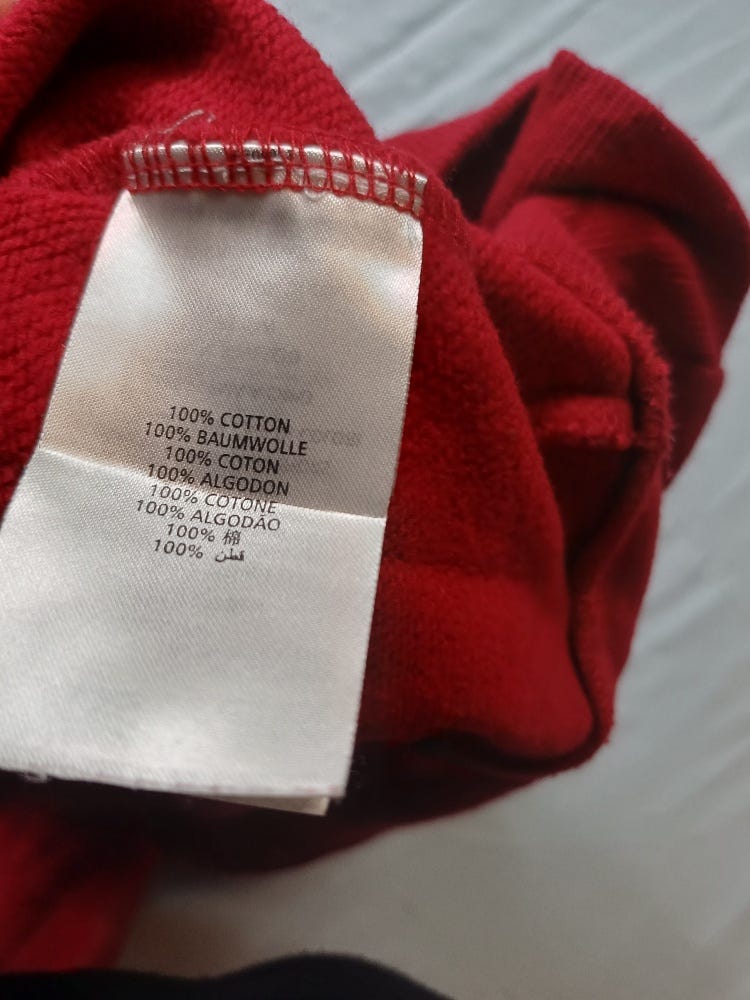 100% COTTON
100% BAUMWOLLE
100% COTON
100% ALGODON
100% COTONE
100% ALGODÃO
100% 棉
100% قطن